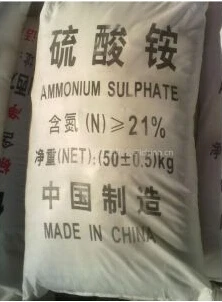 硫酸铵
AMMONIUM SULPHATE
含氮(N)≥21%
净重(NET):(50±0.5)kg
中国制造
MADE IN CHINA